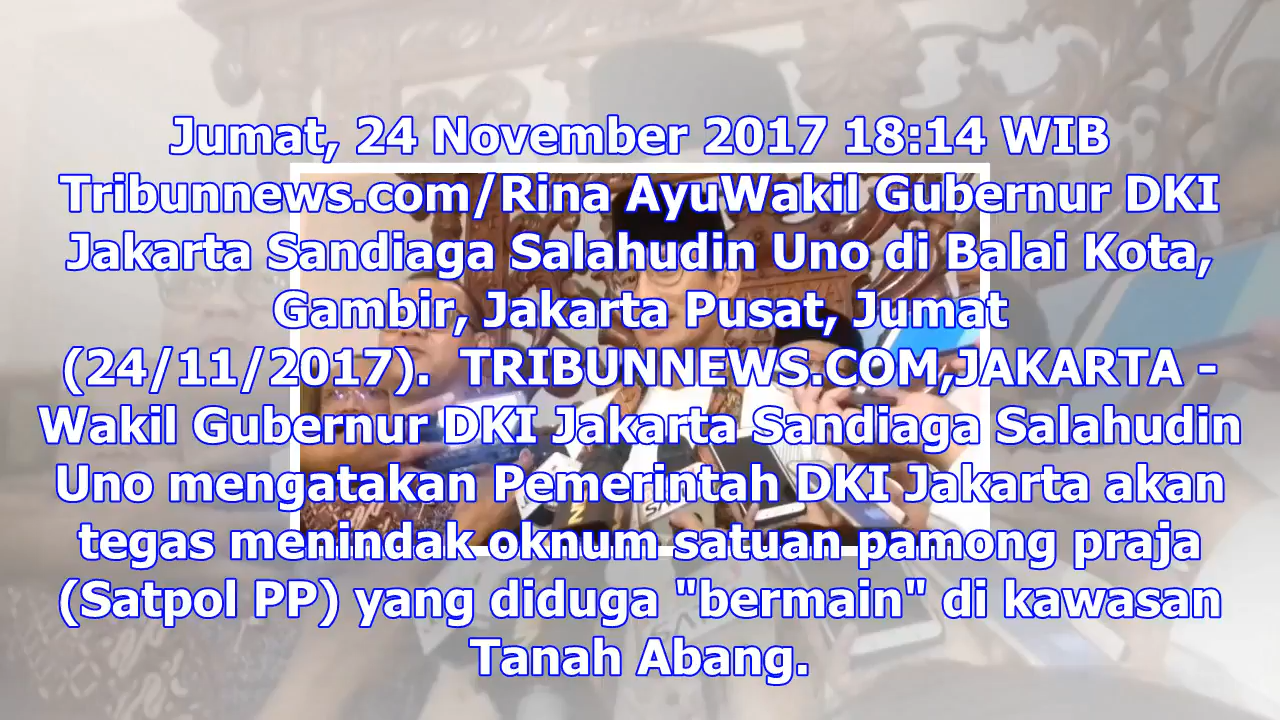 Jumat, 24 November 2017 18:14 WIB
Tribunnews.com/Rina AyuWakil Gubernur DKI
Jakarta Sandiaga Salahudin Uno di Balai Kota,
Gambir, Jakarta Pusat, Jumat
(24/11/2017).  TRIBUNNEWS.COM,JAKARTA -
Wakil Gubernur DKI Jakarta Sandiaga Salahudin
Uno mengatakan Pemerintah DKI Jakarta akan
tegas menindak oknum satuan pamong praja
(Satpol PP) yang diduga "bermain" di kawasan
Tanah Abang.